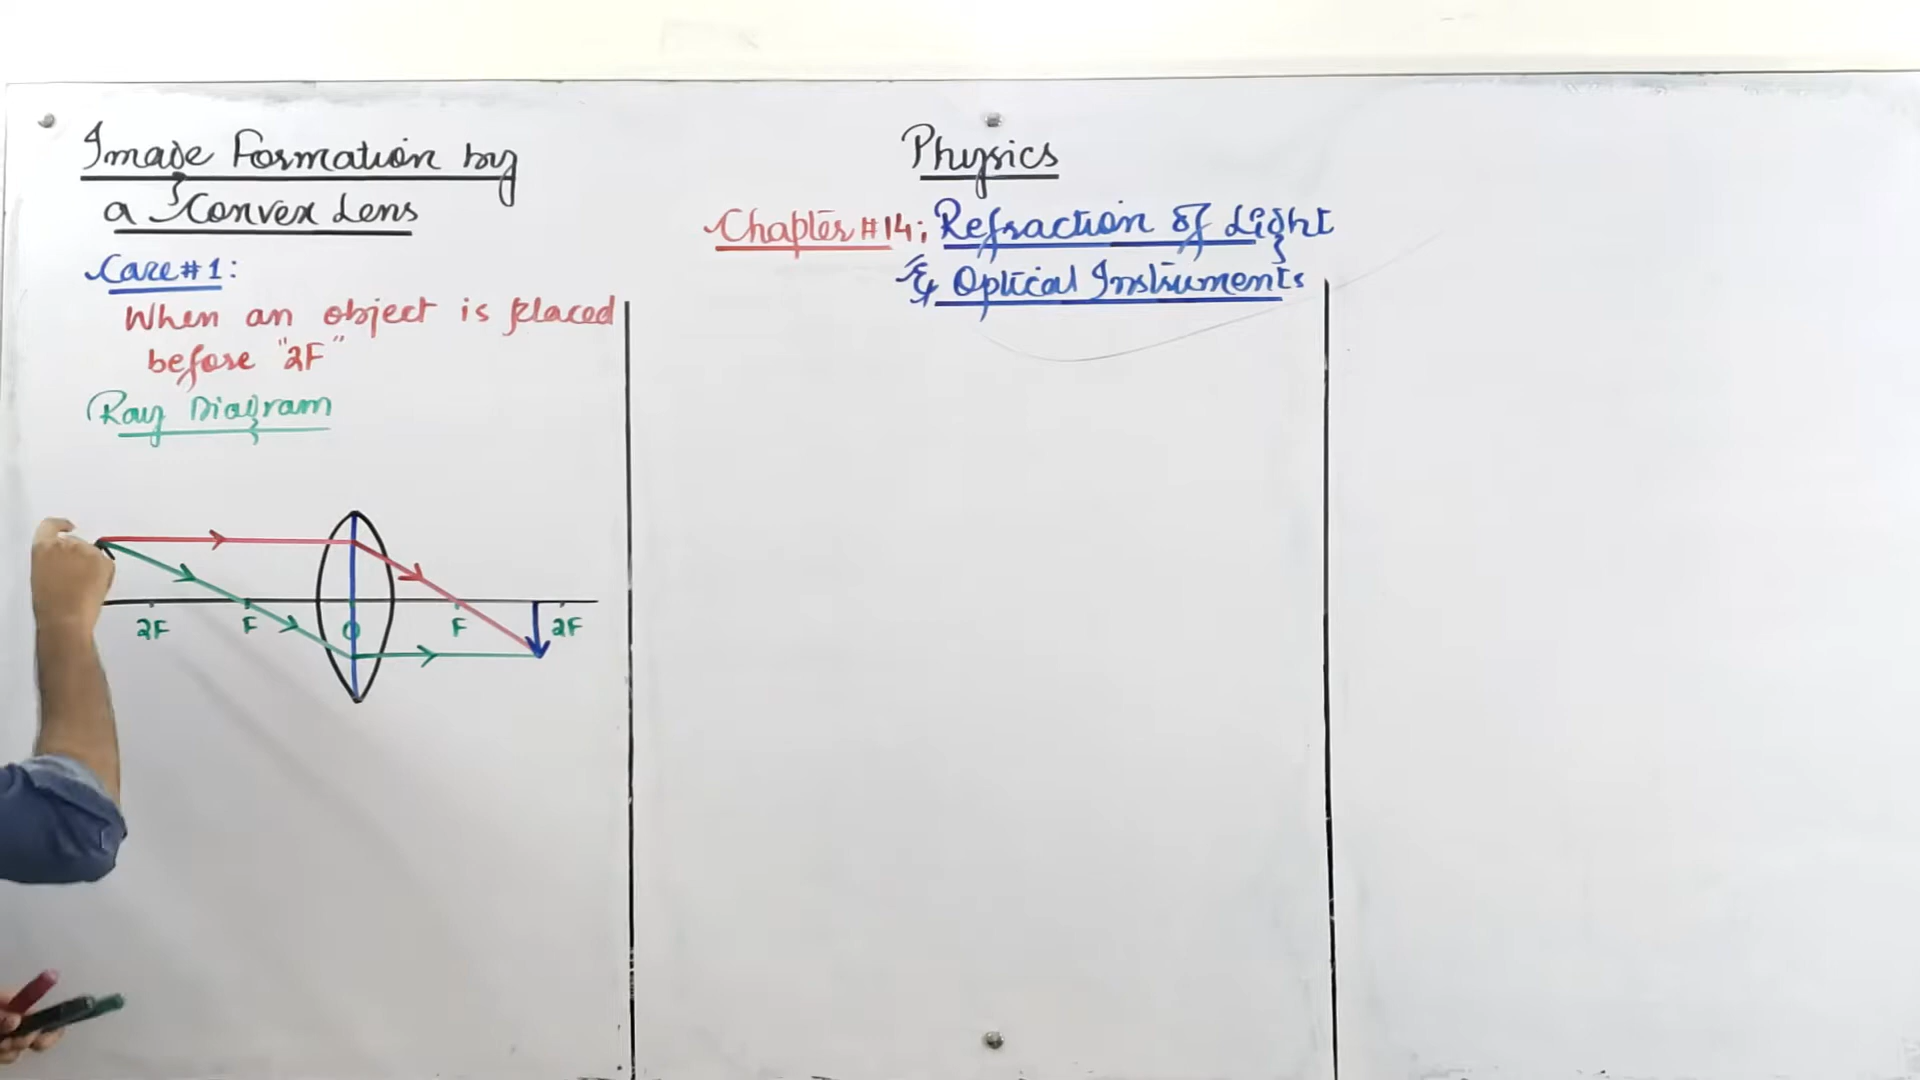 Image Formation by
a Convex Lens
Case#1:
When an object is placed
before "2F"
Ray Diagram
2F F O F 2F
Physics
Chapter#14; Refraction of Light
& Optical Instruments